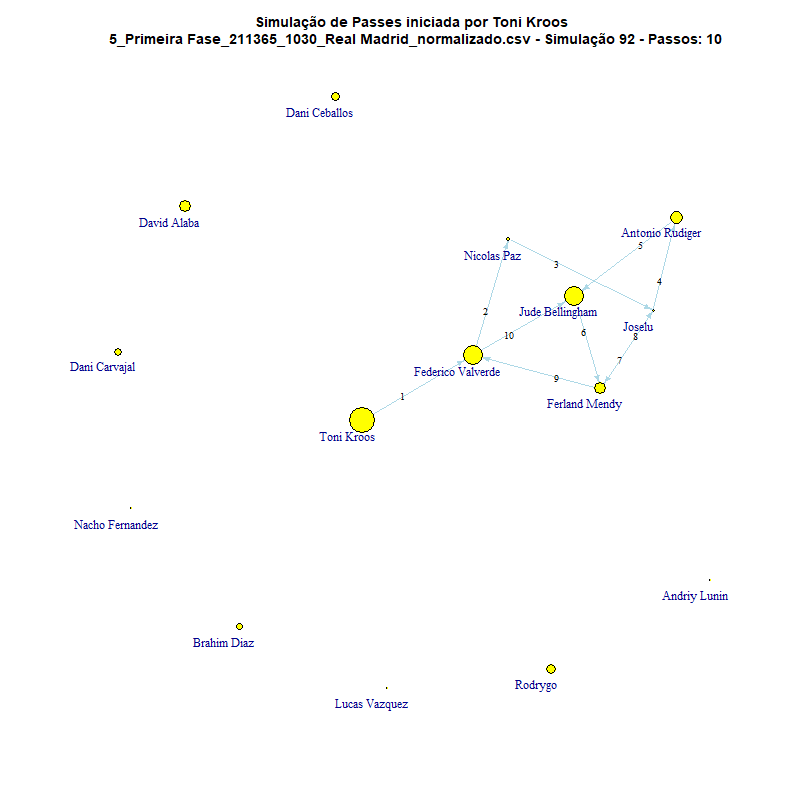 Simulação de Passes iniciada por Toni Kroos
5_Primeira Fase_211365_1030_Real Madrid_normalizado.csv - Simulação 92 - Passos: 10
Dani Ceballos
David Alaba
Antonio Rudiger
5
Nicolas Paz
3
4
2
Jude Bellingham
Joselu
10
6
8
7
Federico Valverde
9
Dani Carvajal
1
Ferland Mendy
Toni Kroos
Nacho Fernandez
Andriy Lunin
Brahim Diaz
Rodrygo
Lucas Vazquez